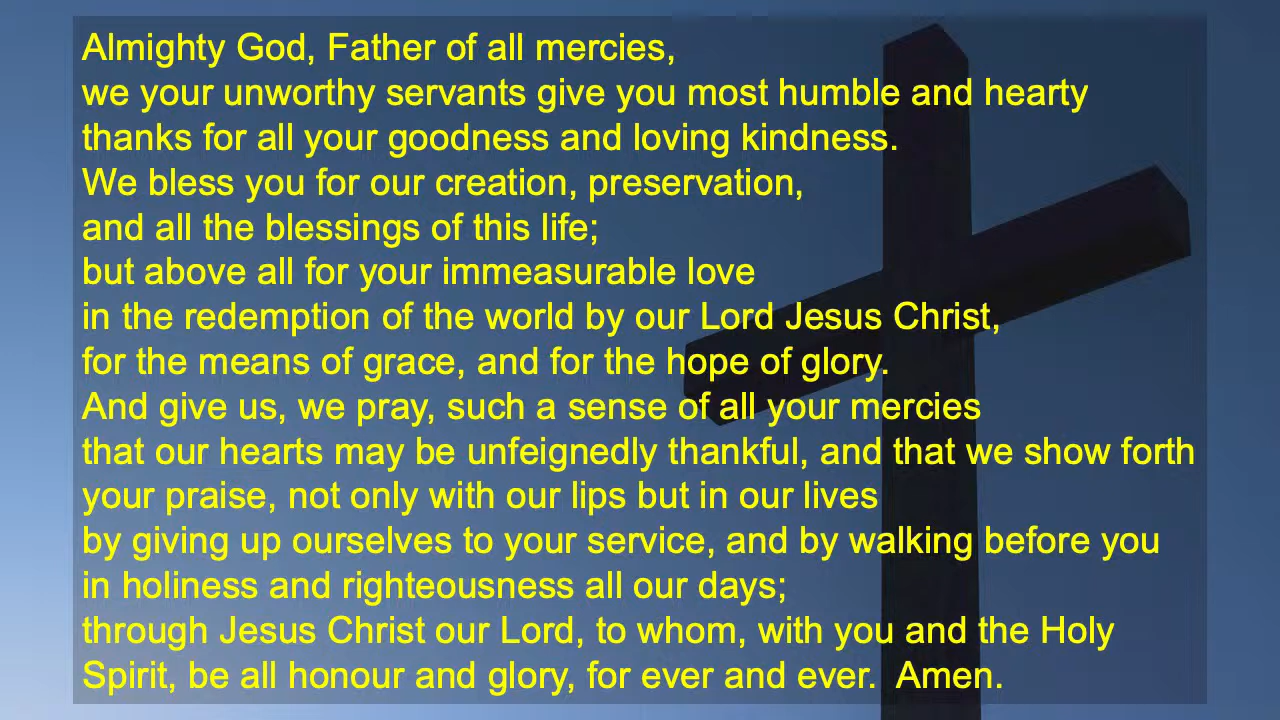 Almighty God, Father of all mercies,
we your unworthy servants give you most humble and hearty
thanks for all your goodness and loving kindness.
We bless you for our creation, preservation,
and all the blessings of this life;
but above all for your immeasurable love
in the redemption of the world by our Lord Jesus Christ,
for the means of grace, and for the hope of glory.
And give us, we pray, such a sense of all your mercies
that our hearts may be unfeignedly thankful, and that we show forth
your praise, not only with our lips but in our lives
by giving up ourselves to your service, and by walking before you
in holiness and righteousness all our days;
through Jesus Christ our Lord, to whom, with you and the Holy
Spirit, be all honour and glory, for ever and ever.  Amen.